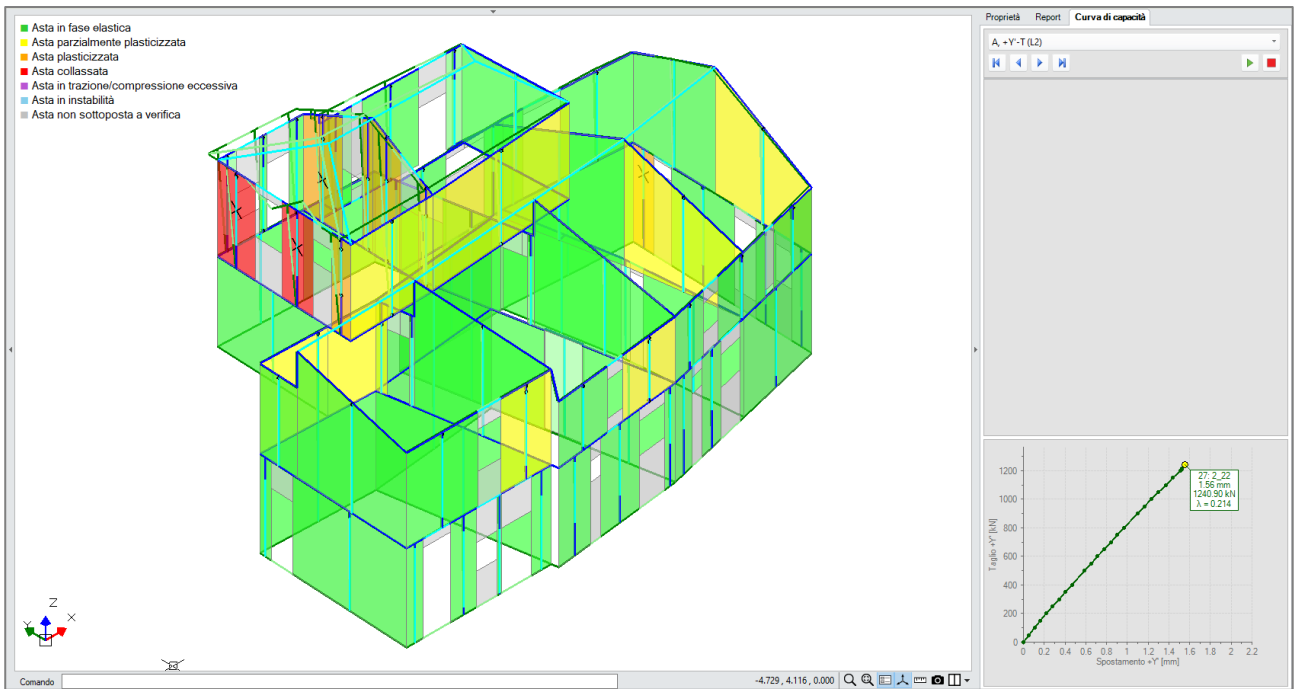 Asta in fase elastica
Asta parzialmente plasticizzata
Asta plasticizzata
Asta collassata
Asta in trazione/compressione eccessiva
Asta in instabilità
Asta non sottoposta a verifica
Z
X
Y
Comando
-4.729 , 4.116 , 0.000
Proprietà Report Curva di capacità
A, +Y'-T (L2)
27: 2_22
1.56 mm
1240.90 kN
λ = 0.214
Taglio +Y' [kN]
1200
1000
800
600
400
200
0
0 0.2 0.4 0.6 0.8 1 1.2 1.4 1.6 1.8 2 2.2
Spostamento +Y' [mm]